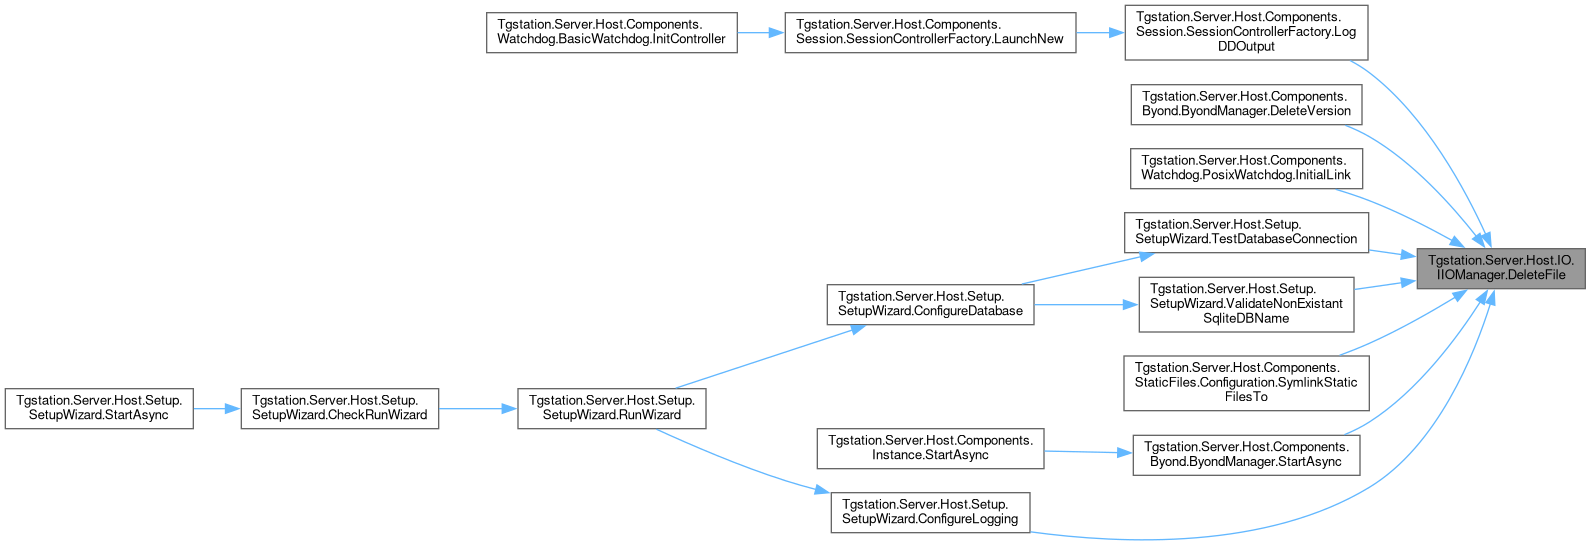 Tgstation.Server.Host.Components.
Watchdog.BasicWatchdog.InitController
Tgstation.Server.Host.Components.
Session.SessionControllerFactory.LaunchNew
Tgstation.Server.Host.Components.
Session.SessionControllerFactory.Log
DDOutput
Tgstation.Server.Host.Components.
Byond.ByondManager.DeleteVersion
Tgstation.Server.Host.Components.
Watchdog.PosixWatchdog.InitialLink
Tgstation.Server.Host.Setup.
SetupWizard.TestDatabaseConnection
Tgstation.Server.Host.IO.
IIOManager.DeleteFile
Tgstation.Server.Host.Setup.
SetupWizard.ConfigureDatabase
Tgstation.Server.Host.Setup.
SetupWizard.ValidateNonExistant
SqliteDBName
Tgstation.Server.Host.Components.
StaticFiles.Configuration.SymlinkStatic
FilesTo
Tgstation.Server.Host.Setup.
SetupWizard.StartAsync
Tgstation.Server.Host.Setup.
SetupWizard.CheckRunWizard
Tgstation.Server.Host.Setup.
SetupWizard.RunWizard
Tgstation.Server.Host.Components.
Instance.StartAsync
Tgstation.Server.Host.Components.
Byond.ByondManager.StartAsync
Tgstation.Server.Host.Setup.
SetupWizard.ConfigureLogging